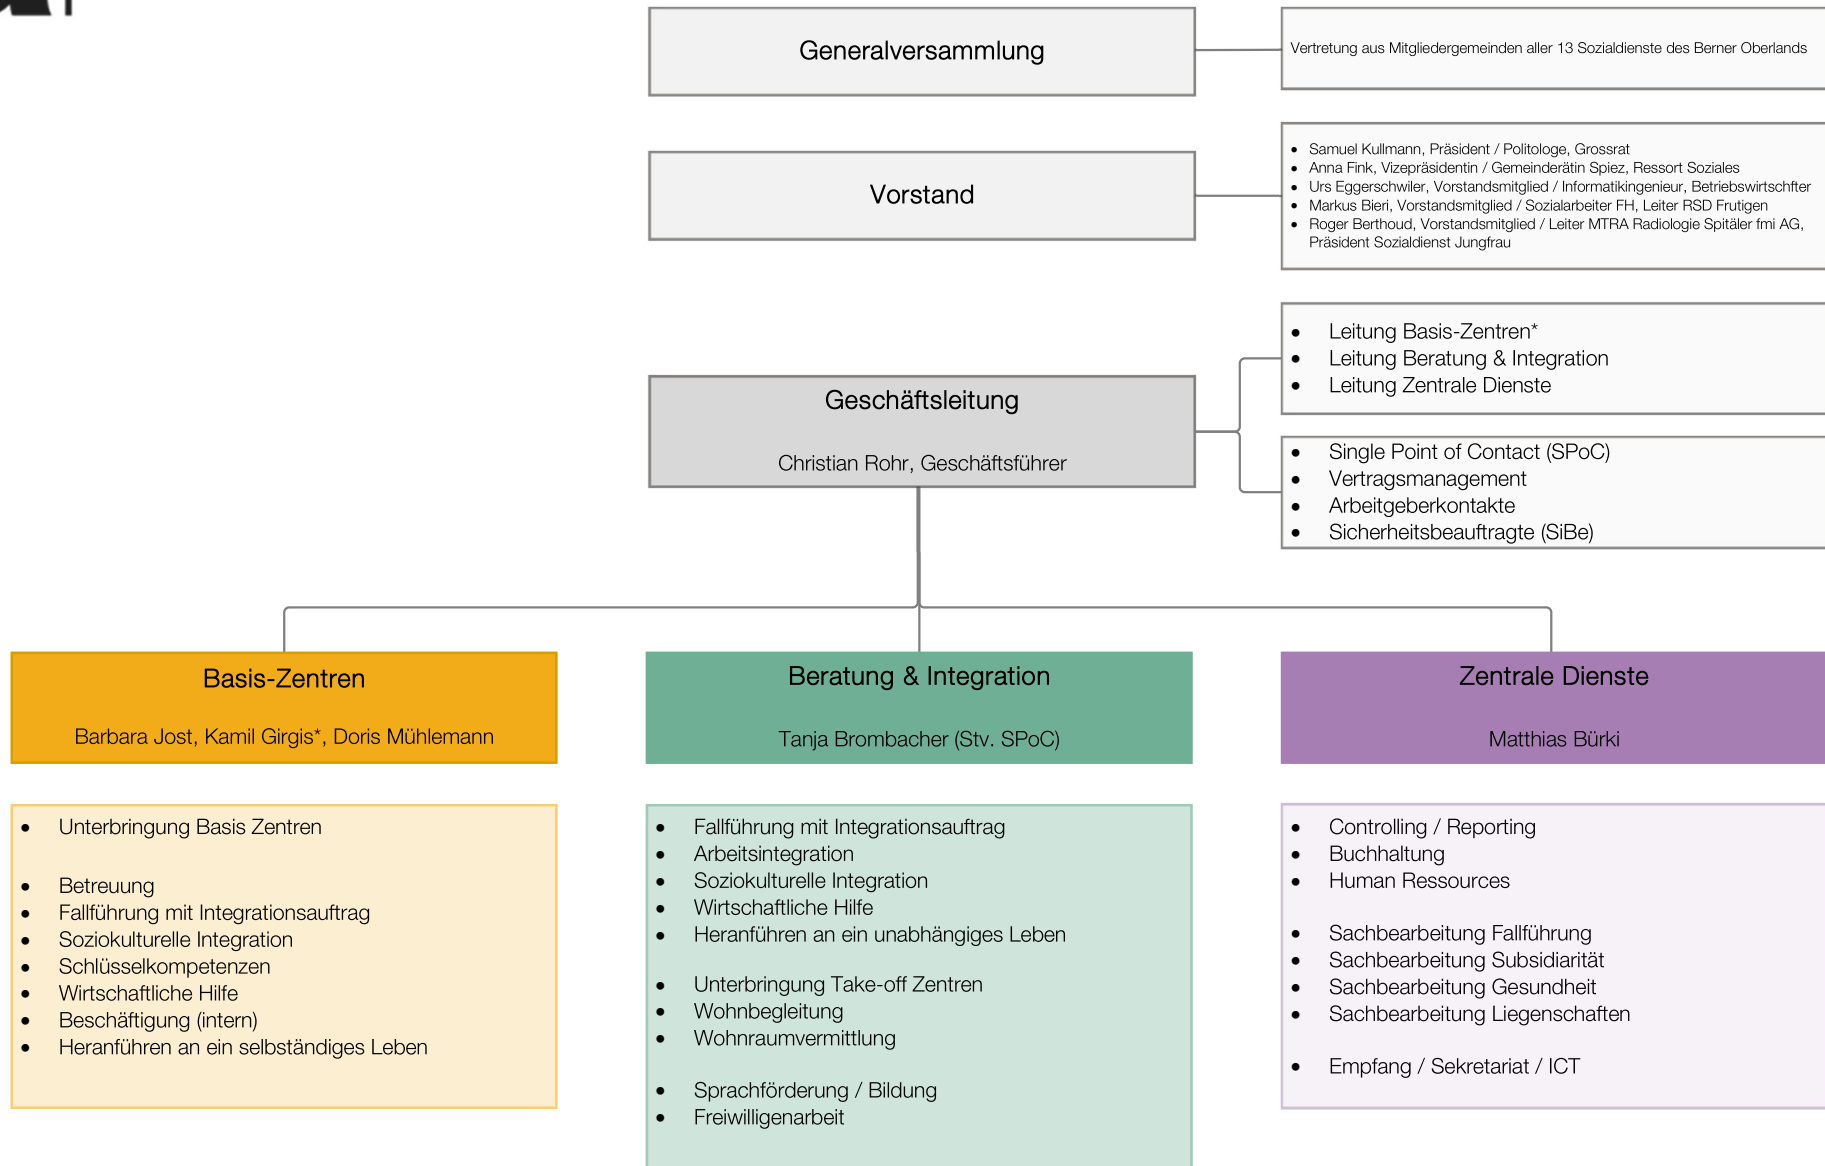 Generalversammlung
Vertretung aus Mitgliedergemeinden aller 13 Sozialdienste des Berner Oberlands
Vorstand
• Samuel Kullmann, Präsident / Politologe, Grossrat
• Anna Fink, Vizepräsidentin / Gemeinderätin Spiez, Ressort Soziales
• Urs Eggerschwiler, Vorstandsmitglied / Informatikingenieur, Betriebswirtschfter
• Markus Bieri, Vorstandsmitglied / Sozialarbeiter FH, Leiter RSD Frutigen
• Roger Berthoud, Vorstandsmitglied / Leiter MTRA Radiologie Spitäler fmi AG,
Präsident Sozialdienst Jungfrau
Geschäftsleitung
Christian Rohr, Geschäftsführer
• Leitung Basis-Zentren*
• Leitung Beratung & Integration
• Leitung Zentrale Dienste
• Single Point of Contact (SPoC)
• Vertragsmanagement
• Arbeitgeberkontakte
• Sicherheitsbeauftragte (SiBe)
Basis-Zentren
Barbara Jost, Kamil Girgis*, Doris Mühlemann
• Unterbringung Basis Zentren
• Betreuung
• Fallführung mit Integrationsauftrag
• Soziokulturelle Integration
• Schlüsselkompetenzen
• Wirtschaftliche Hilfe
• Beschäftigung (intern)
• Heranführen an ein selbständiges Leben
Beratung & Integration
Tanja Brombacher (Stv. SPoC)
• Fallführung mit Integrationsauftrag
• Arbeitsintegration
• Soziokulturelle Integration
• Wirtschaftliche Hilfe
• Heranführen an ein unabhängiges Leben
• Unterbringung Take-off Zentren
• Wohnbegleitung
• Wohnraumvermittlung
• Sprachförderung / Bildung
• Freiwilligenarbeit
Zentrale Dienste
Matthias Bürki
• Controlling / Reporting
• Buchhaltung
• Human Ressources
• Sachbearbeitung Fallführung
• Sachbearbeitung Subsidiarität
• Sachbearbeitung Gesundheit
• Sachbearbeitung Liegenschaften
• Empfang / Sekretariat / ICT